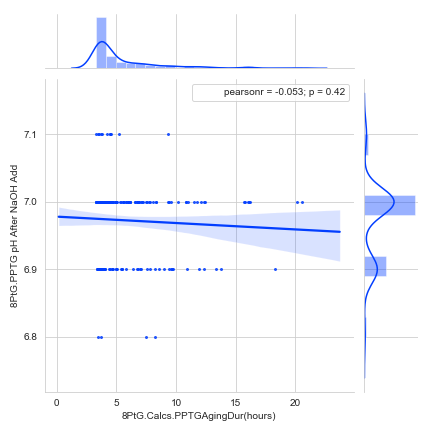 pearsonr = -0.053; p = 0.42
8PtG.PPTG pH After NaOH Add
7.1
7.0
6.9
6.8
0 5 10 15 20
8PtG.Calcs.PPTGAgingDur(hours)